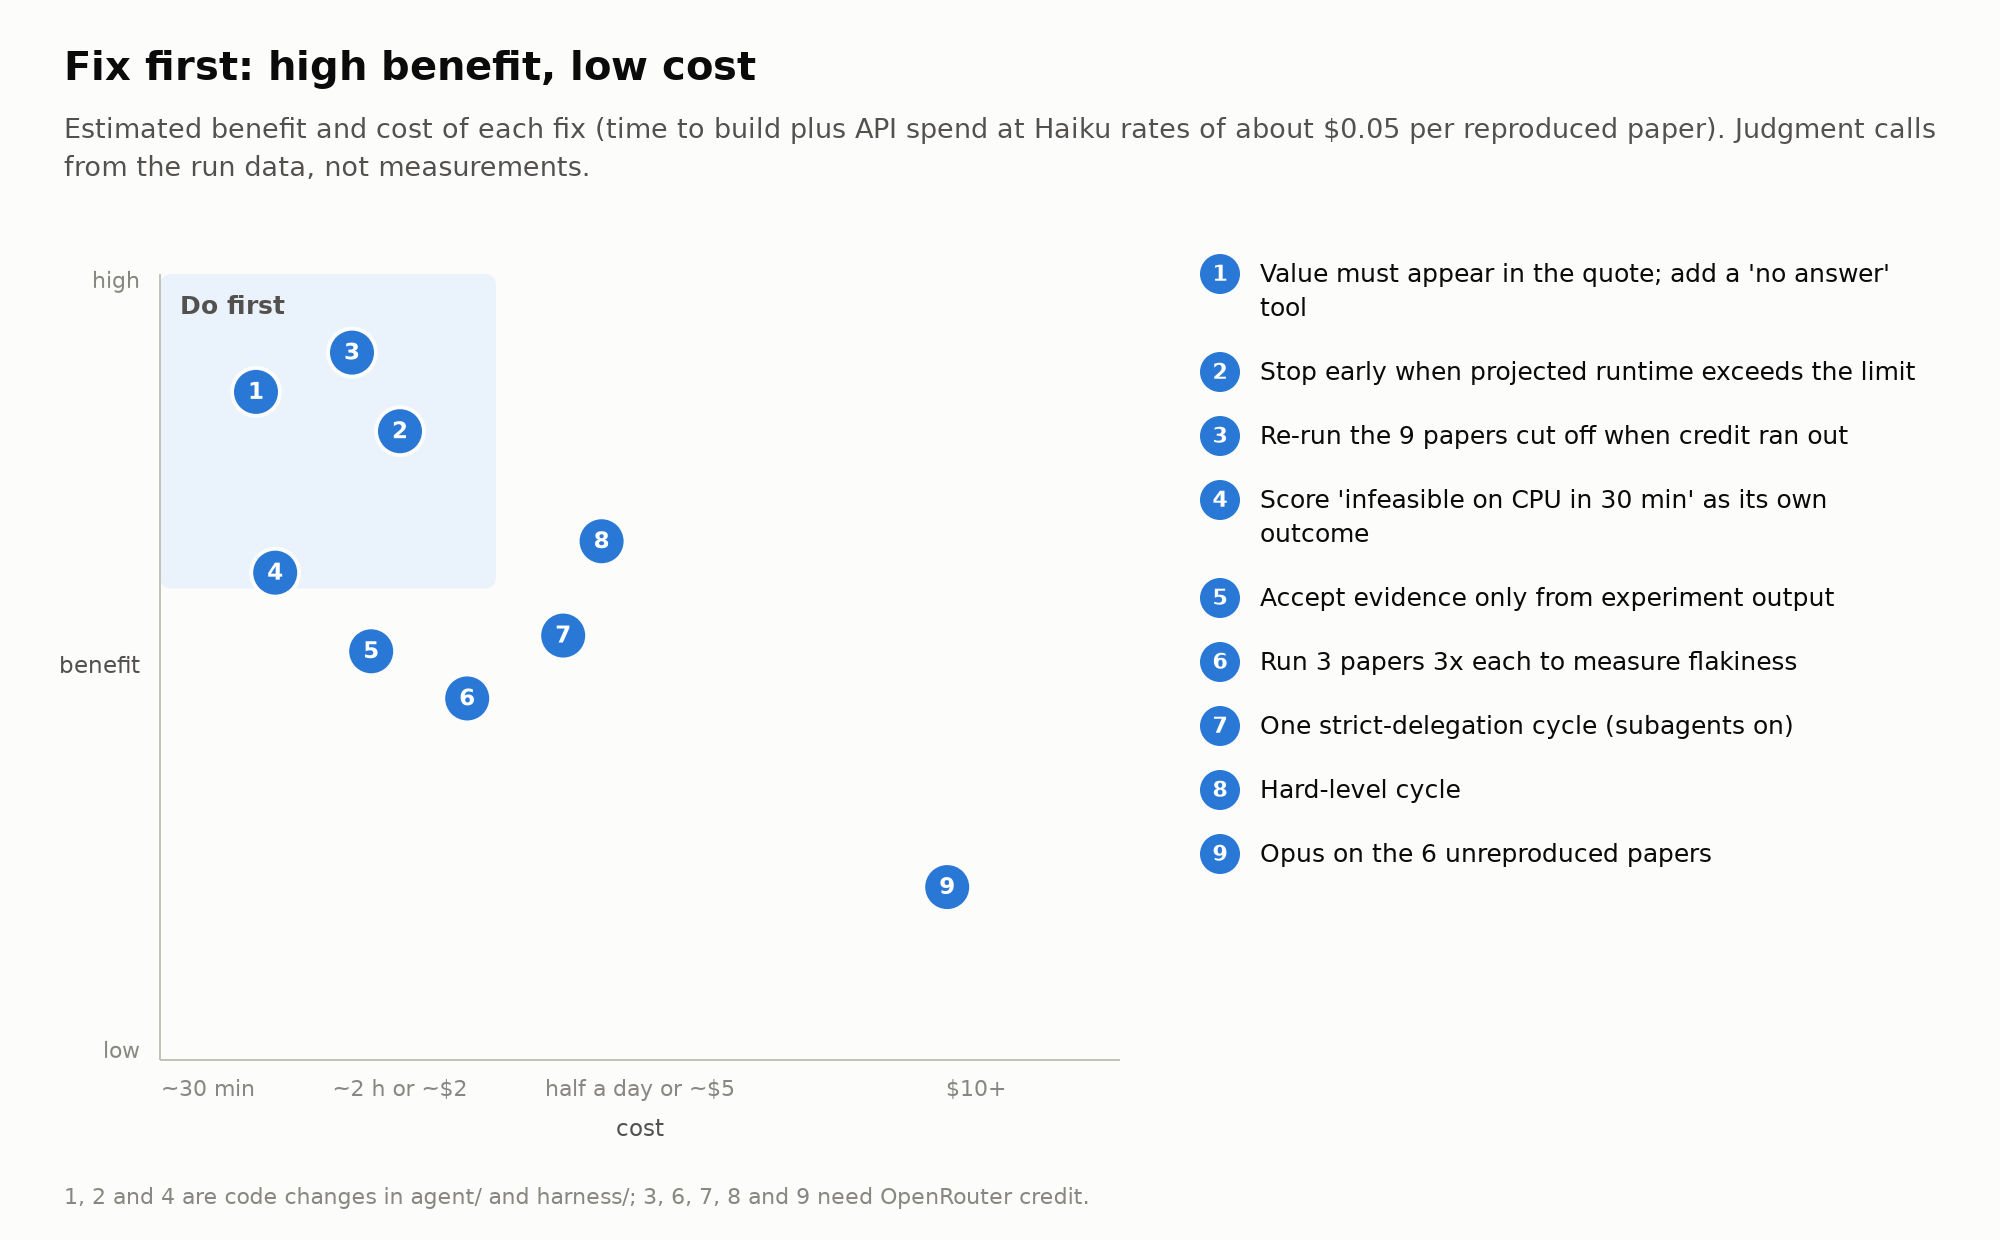 Fix first: high benefit, low cost
Estimated benefit and cost of each fix (time to build plus API spend at Haiku rates of about $0.05 per reproduced paper). Judgment calls
from the run data, not measurements.
high
Do first
3
1
2
8
4
7
5
benefit
6
9
low
~30 min
~2 h or ~$2
half a day or ~$5
$10+
cost
1 Value must appear in the quote; add a 'no answer'
tool
2 Stop early when projected runtime exceeds the limit
3 Re-run the 9 papers cut off when credit ran out
4 Score 'infeasible on CPU in 30 min' as its own
outcome
5 Accept evidence only from experiment output
6 Run 3 papers 3x each to measure flakiness
7 One strict-delegation cycle (subagents on)
8 Hard-level cycle
9 Opus on the 6 unreproduced papers
1, 2 and 4 are code changes in agent/ and harness/; 3, 6, 7, 8 and 9 need OpenRouter credit.